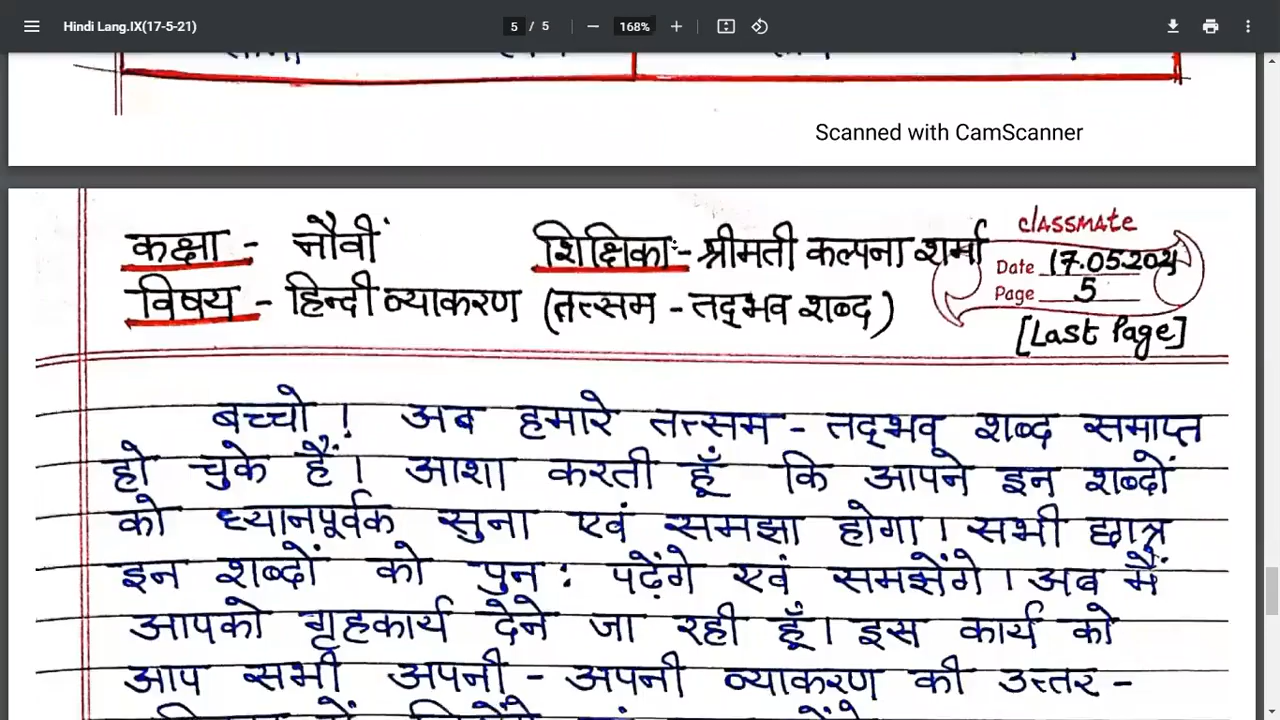 Hindi Lang.IX(17-5-21)
5 / 5
168%
Scanned with CamScanner
कक्षा - नौवीं
शिक्षिका:- श्रीमती कल्पना शर्मा
classmate
Date 17.05.2021
Page 5
विषय - हिन्दी व्याकरण (तत्सम - तद्भव शब्द)
[Last Page]
बच्चो! अब हमारे तत्सम - तद्भव शब्द समाप्त
हो चुके हैं। आशा करती हूँ कि आपने इन शब्दों
को ध्यानपूर्वक सुना एवं समझा होगा। सभी छात्र
इन शब्दों को पुन: पढ़ेंगे एवं समझेंगे। अब मैं
आपको गृहकार्य देने जा रही हूँ। इस कार्य को
आप सभी अपनी - अपनी व्याकरण की उत्तर -